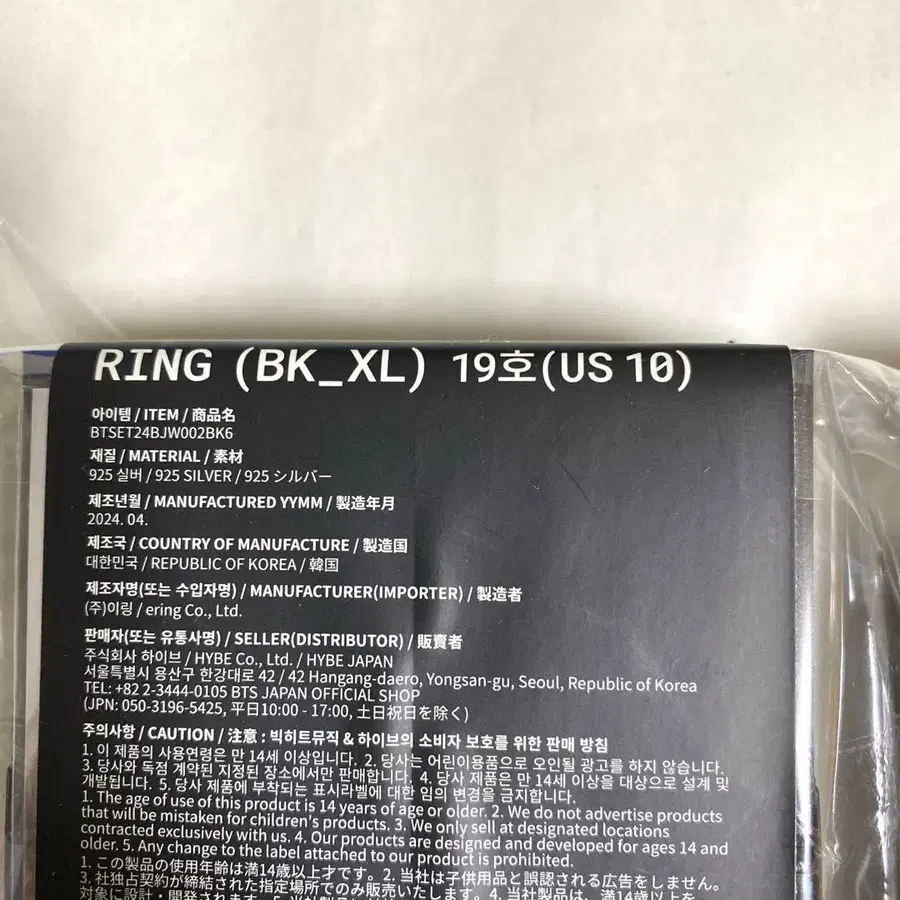 RING (BK_XL) 19호(US 10)
아이템 / ITEM / 商品名
BTSET24BJW002BK6
재질 / MATERIAL / 素材
925 실버 / 925 SILVER / 925 シルバー
제조년월 / MANUFACTURED YYMM / 製造年月
2024. 04.
제조국 / COUNTRY OF MANUFACTURE / 製造国
대한민국 / REPUBLIC OF KOREA / 韓国
제조자명(또는 수입자명) / MANUFACTURER(IMPORTER) / 製造者
(주)이링 / ering Co., Ltd.
판매자(또는 유통사명) / SELLER(DISTRIBUTOR) / 販賣者
주식회사 하이브 / HYBE Co., Ltd. / HYBE JAPAN
서울특별시 용산구 한강대로 42 / 42 Hangang-daero, Yongsan-gu, Seoul, Republic of Korea
TEL: +82 2-3444-0105 BTS JAPAN OFFICIAL SHOP
(JPN: 050-3196-5425, 平日10:00 - 17:00, 土日祝日を除く)
주의사항 / CAUTION / 注意 : 빅히트뮤직 & 하이브의 소비자 보호를 위한 판매 방침
1. 이 제품의 사용연령은 만 14세 이상입니다. 2. 당사는 어린이용품으로 오인될 광고를 하지 않습니다.
3. 당사와 독점 계약된 지정된 장소에서만 판매합니다. 4. 당사 제품은 만 14세 이상을 대상으로 설계 및
개발됩니다. 5. 당사 제품에 부착되는 표시라벨에 대한 임의 변경을 금지합니다.
1. The age of use of this product is 14 years of age or older. 2. We do not advertise products
that will be mistaken for children's products. 3. We only sell at designated locations
contracted exclusively with us. 4. Our products are designed and developed for ages 14 and
older. 5. Any change to the label attached to our product is prohibited.
1. この製品の使用年齢は満14歳以上才です。2. 当社は子供用品と誤認される広告をしません。
3. 社独占契約が締結された指定場所でのみ販売いたします。4. 当社製品は、満14歳以上を
対象に設計・開発されます。5.